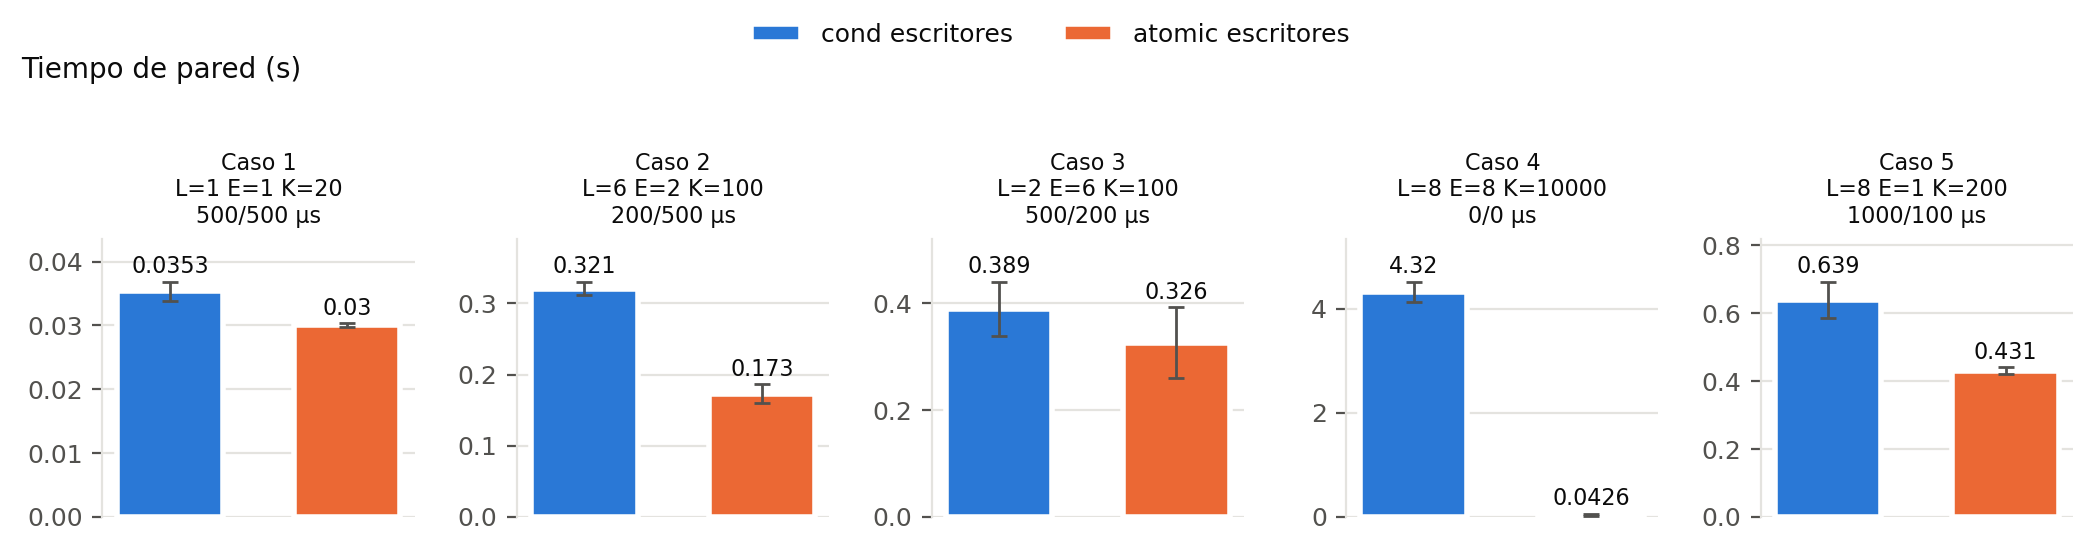 cond escritores
atomic escritores
Tiempo de pared (s)
Caso 1
L=1 E=1 K=20
500/500 µs
0.04
0.03
0.02
0.01
0.00
0.0353
0.03
Caso 2
L=6 E=2 K=100
200/500 µs
0.3
0.2
0.1
0.0
0.321
0.173
Caso 3
L=2 E=6 K=100
500/200 µs
0.4
0.2
0.0
0.389
0.326
Caso 4
L=8 E=8 K=10000
0/0 µs
4
2
0
4.32
0.0426
Caso 5
L=8 E=1 K=200
1000/100 µs
0.8
0.6
0.4
0.2
0.0
0.639
0.431